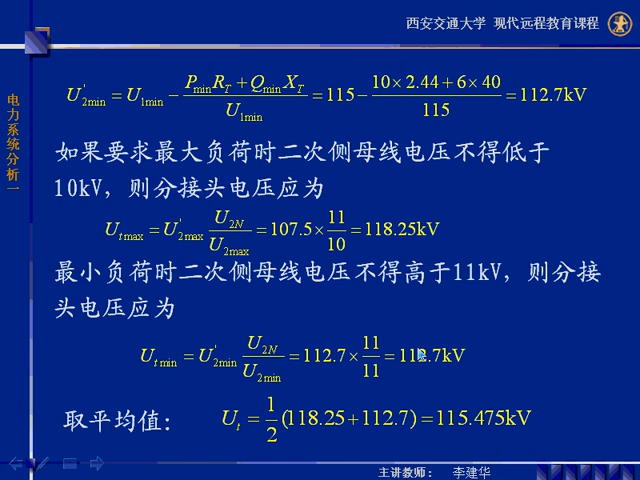 西安交通大学 现代远程教育课程
电力系统分析一
U'2min = U1min − (PminRT + QminXT)/U1min = 115 − (10×2.44+6×40)/115 = 112.7kV
如果要求最大负荷时二次侧母线电压不得低于
10kV，则分接头电压应为
Utmax = U'2max U2N/U2max = 107.5×11/10 = 118.25kV
最小负荷时二次侧母线电压不得高于11kV，则分接
头电压应为
Utmin = U'2min U2N/U2min = 112.7×11/11 = 112.7kV
取平均值： Ut = 1/2(118.25+112.7) = 115.475kV
主讲教师： 李建华